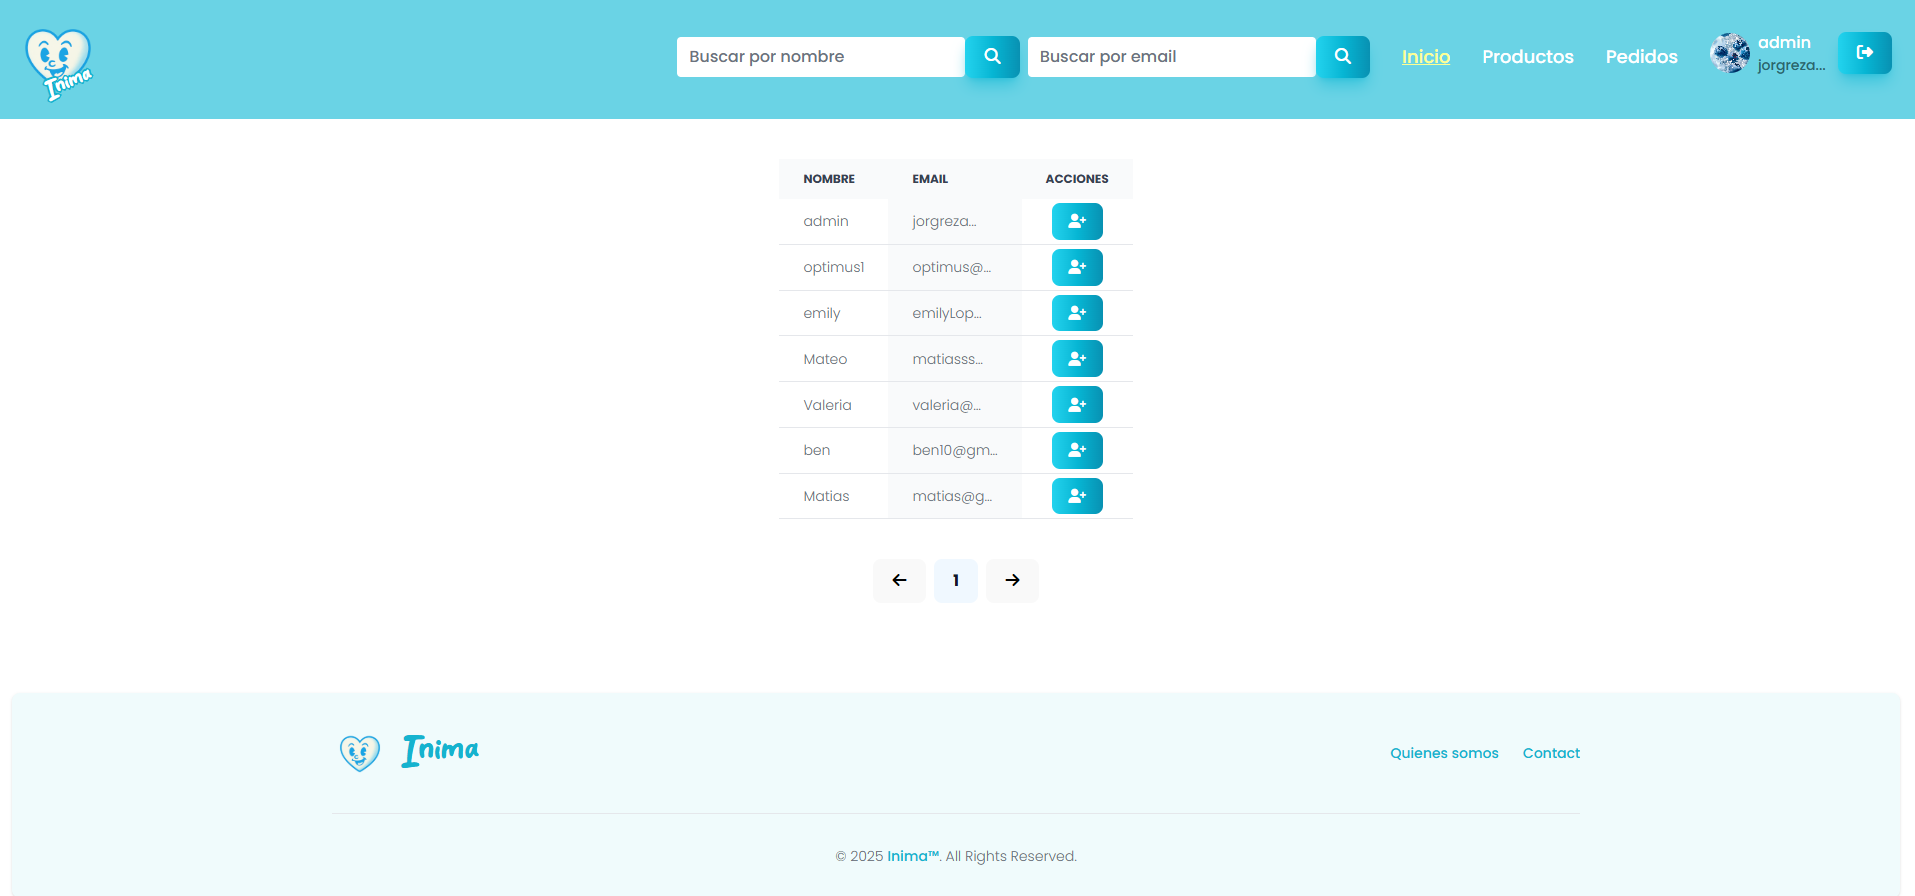 Inima
Buscar por nombre
Buscar por email
Inicio
Productos
Pedidos
admin
jorgreza...
NOMBRE EMAIL ACCIONES
admin jorgreza...
optimus1 optimus@...
emily emilyLop...
Mateo matiasss...
Valeria valeria@...
ben ben10@gm...
Matias matias@g...
1
Inima
Quienes somos
Contact
© 2025 Inima™. All Rights Reserved.